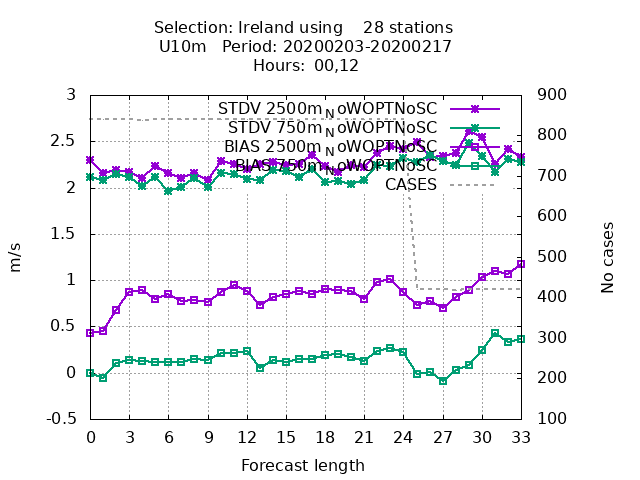 Selection: Ireland using    28 stations
U10m   Period: 20200203-20200217
Hours:  00,12
STDV 2500m_NoWOPTNoSC
STDV 750m_NoWOPTNoSC
BIAS 2500m_NoWOPTNoSC
BIAS 750m_NoWOPTNoSC
CASES
3
2.5
2
1.5
1
0.5
0
-0.5
m/s
900
800
700
600
500
400
300
200
100
No cases
0 3 6 9 12 15 18 21 24 27 30 33
Forecast length